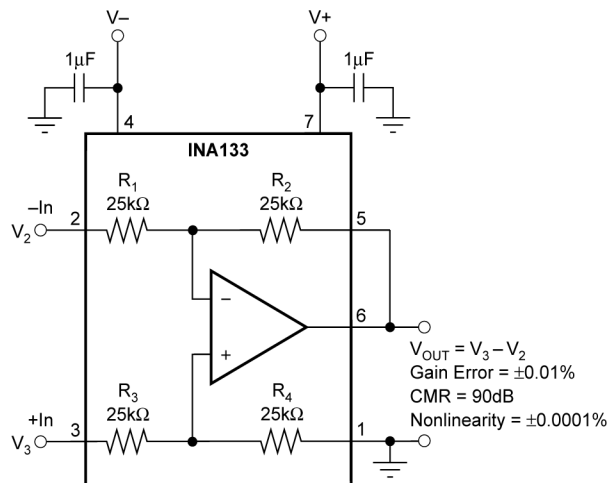 V–
V+
1μF
1μF
4
7
INA133
R1
25kΩ
R2
25kΩ
–In
V2
2
5
–
6
+
VOUT = V3 – V2
Gain Error = ±0.01%
CMR = 90dB
Nonlinearity = ±0.0001%
R3
25kΩ
R4
25kΩ
+In
V3
3
1